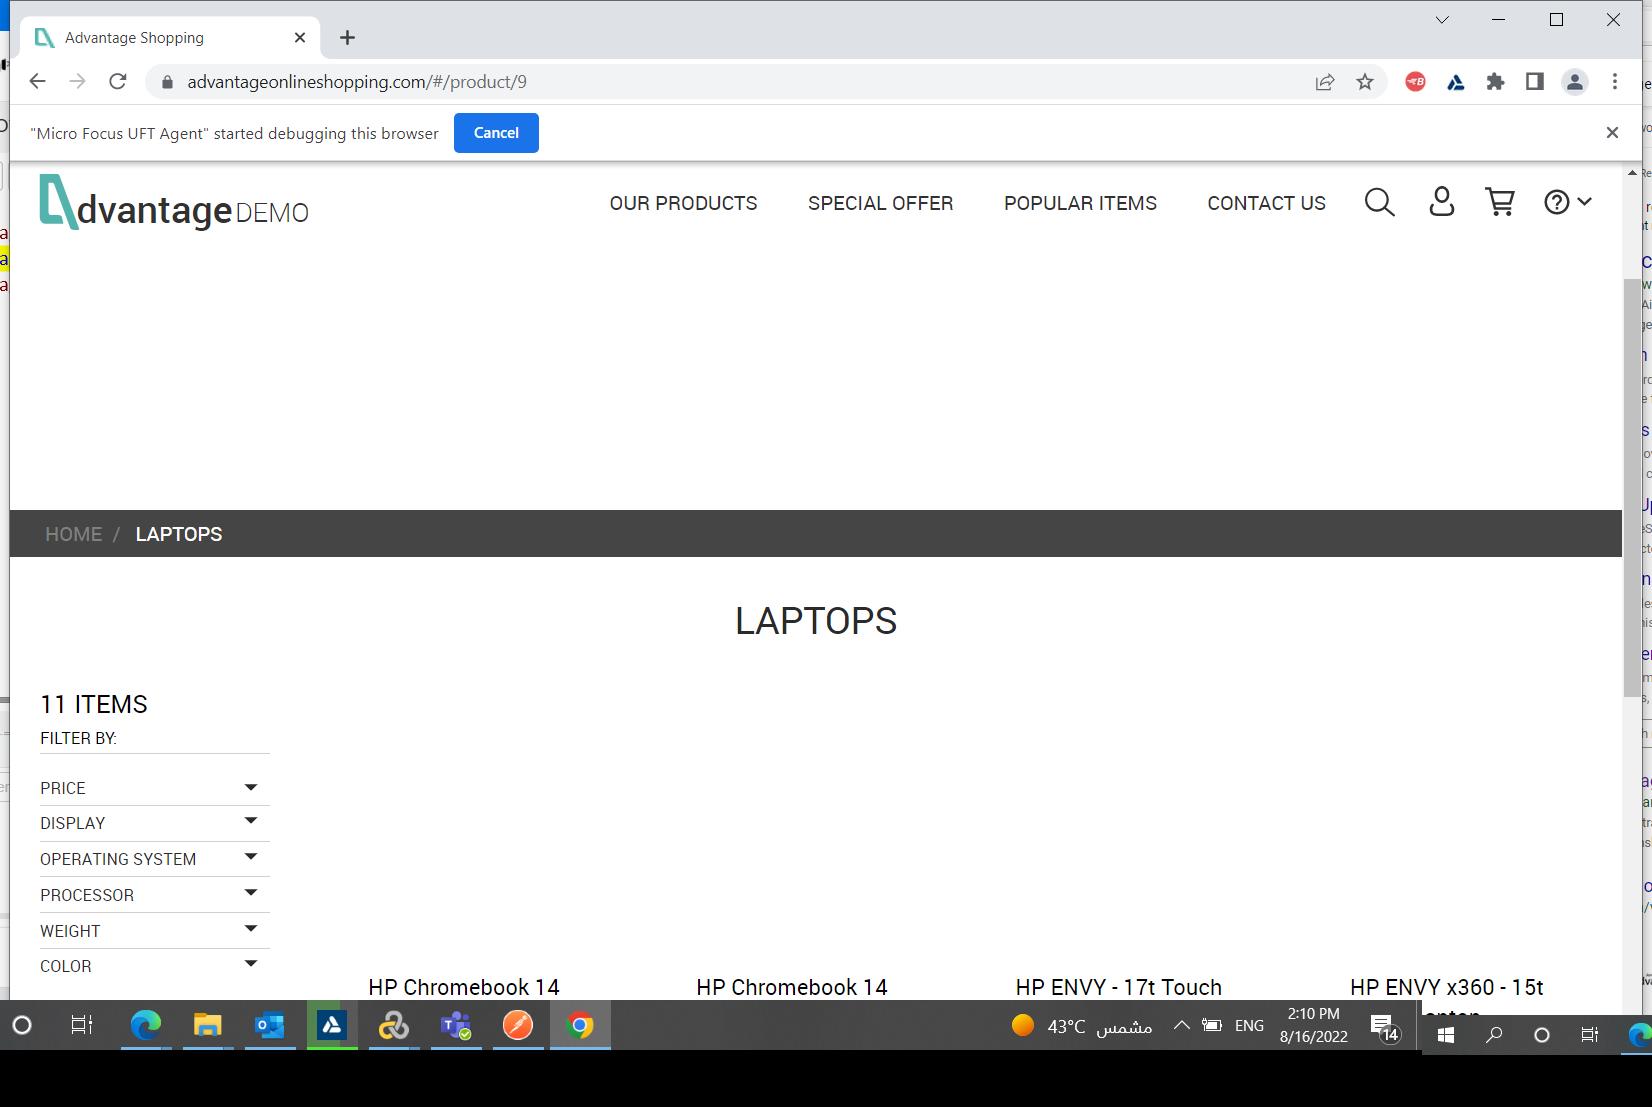 Advantage Shopping
advantageonlineshopping.com/#/product/9
"Micro Focus UFT Agent" started debugging this browser
Cancel
dvantage DEMO
OUR PRODUCTS
SPECIAL OFFER
POPULAR ITEMS
CONTACT US
HOME / LAPTOPS
LAPTOPS
11 ITEMS
FILTER BY:
PRICE
DISPLAY
OPERATING SYSTEM
PROCESSOR
WEIGHT
COLOR
HP Chromebook 14
HP Chromebook 14
HP ENVY - 17t Touch
HP ENVY x360 - 15t
43°C مشمس
ENG
2:10 PM
8/16/2022
14